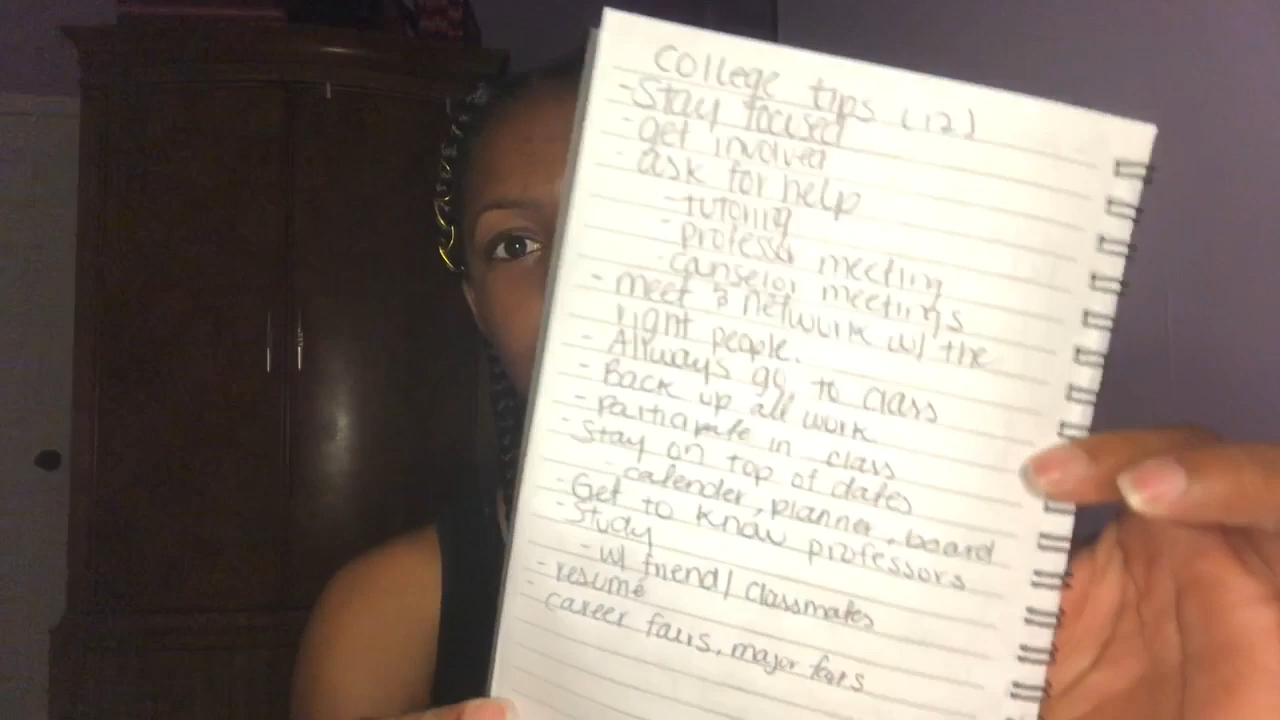 college tips (12)
- Stay focused
- get involved
- ask for help
- tutoring
- professor meeting
- canselor meetings
- meet & network w/ the
right people.
- Allways go to class
- Back up all work
- participate in class
- Stay on top of dates
- calender, planner, board
- Get to know professors
- Study
- w/ friend/classmates
- resumé
- career fairs, major fairs